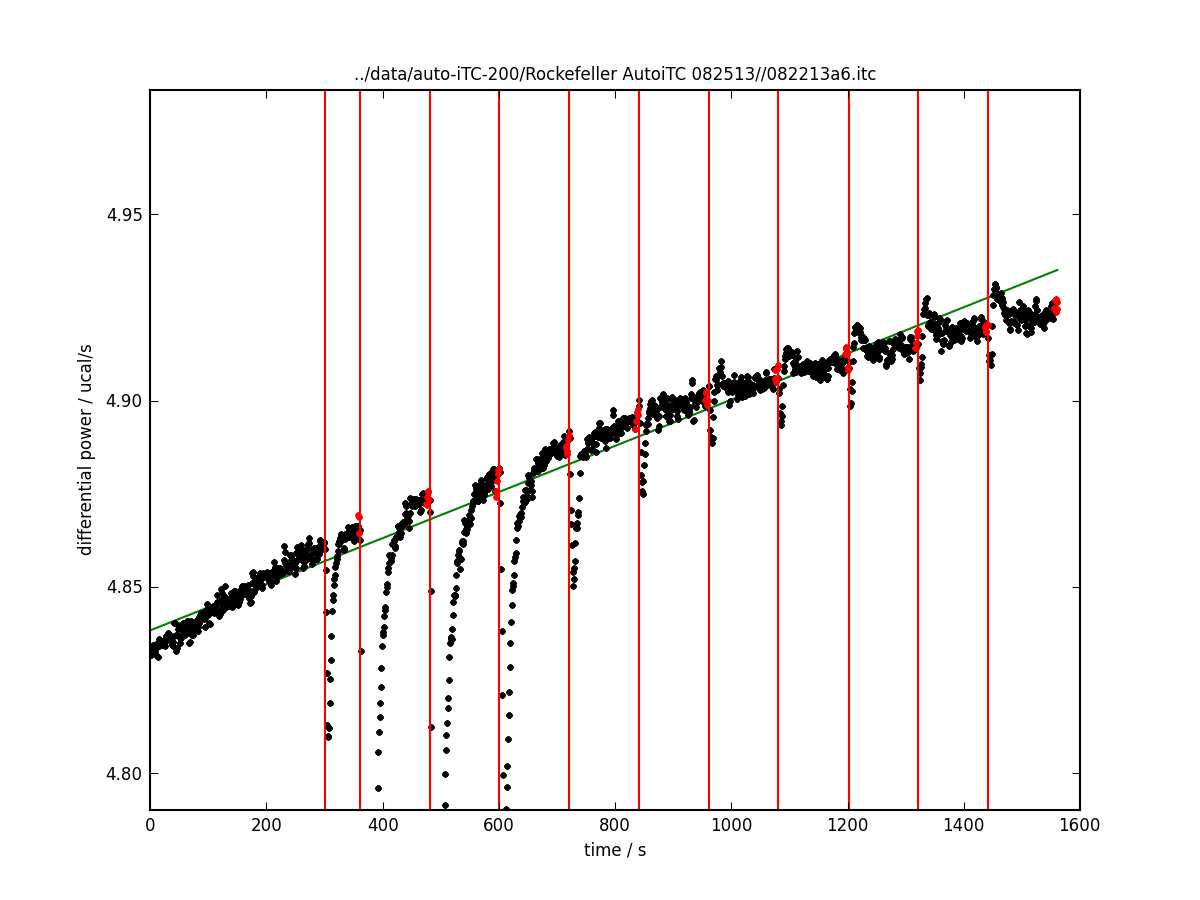 ../data/auto-iTC-200/Rockefeller AutoiTC 082513//082213a6.itc
differential power / ucal/s
4.95
4.90
4.85
4.80
0 200 400 600 800 1000 1200 1400 1600
time / s